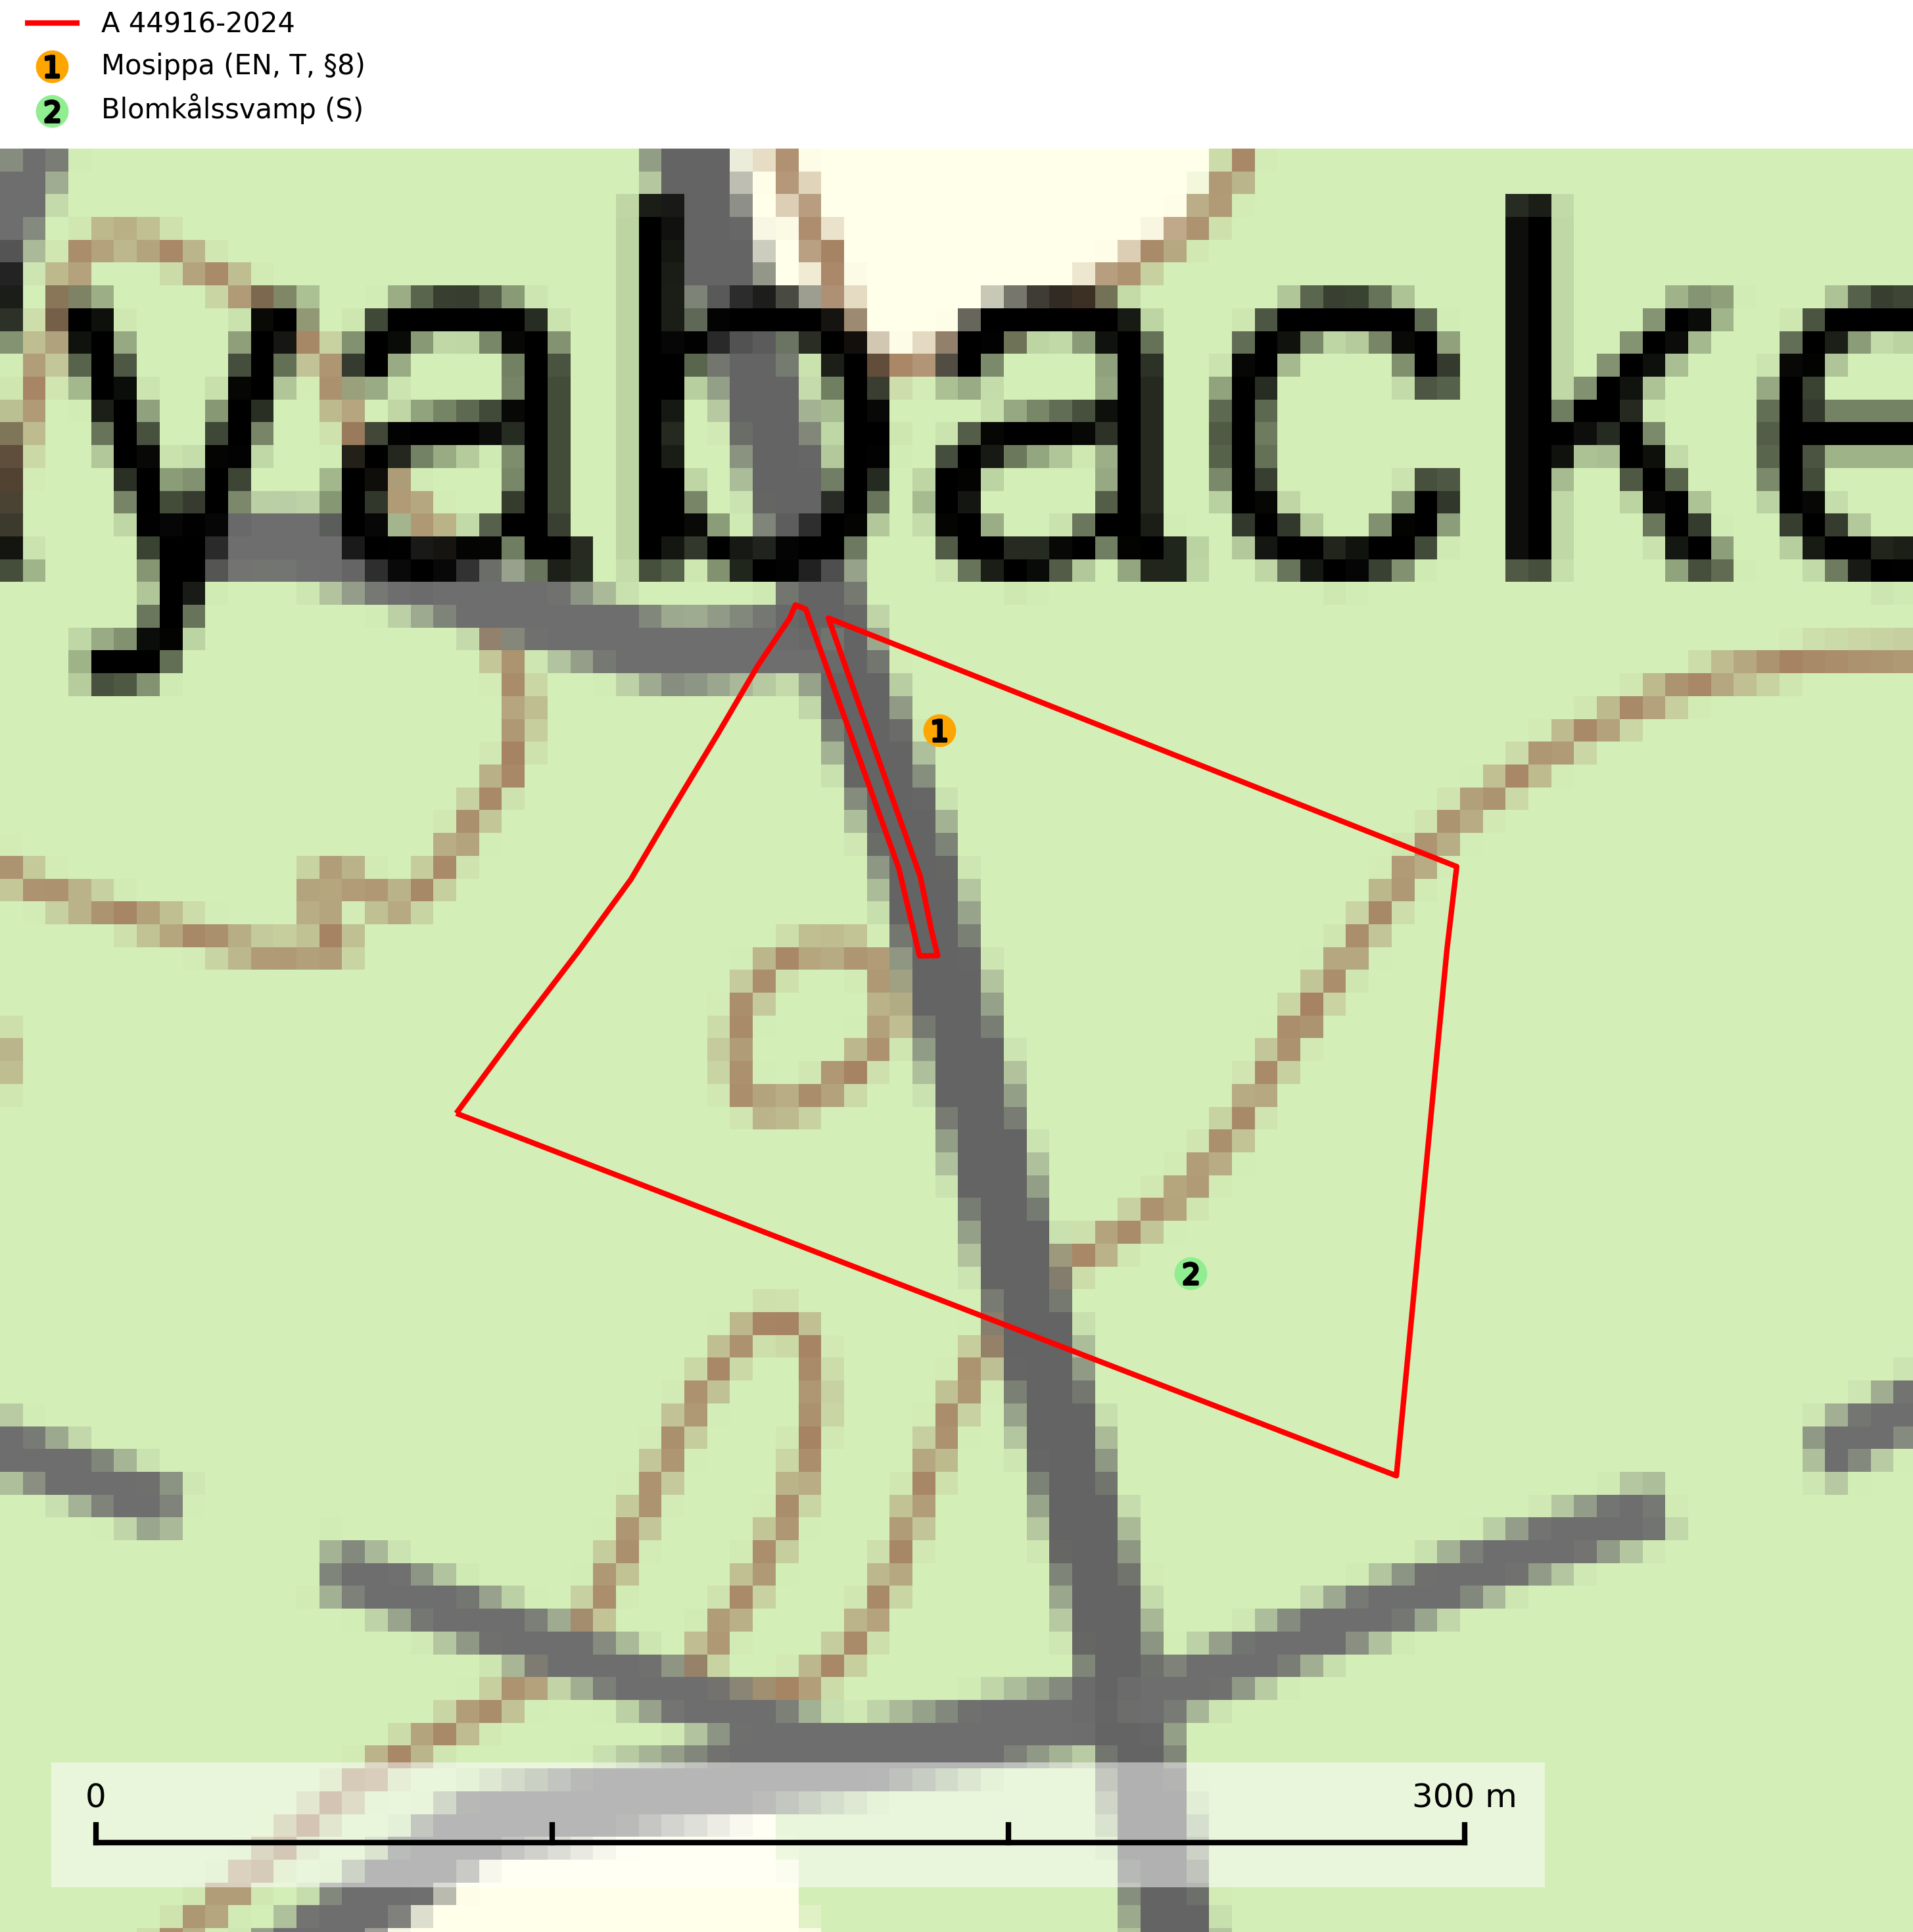 A 44916-2024
1 Mosippa (EN, T, §8)
2 Blomkålssvamp (S)
yabacke
1
2
0 300 m